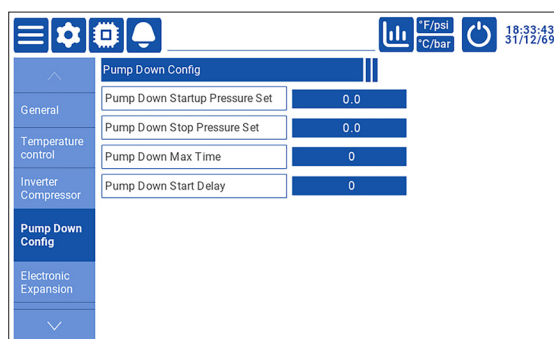 °F/psi
°C/bar
18:33:43
31/12/69
Pump Down Config
General
Temperature
control
Inverter
Compressor
Pump Down
Config
Electronic
Expansion
Pump Down Startup Pressure Set 0.0
Pump Down Stop Pressure Set 0.0
Pump Down Max Time 0
Pump Down Start Delay 0